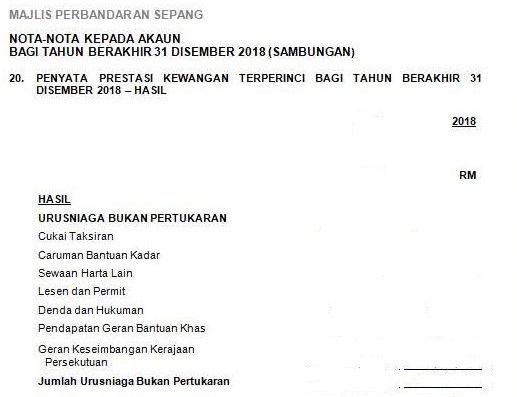 MAJLIS PERBANDARAN SEPANG
NOTA-NOTA KEPADA AKAUN
BAGI TAHUN BERAKHIR 31 DISEMBER 2018 (SAMBUNGAN)
20. PENYATA PRESTASI KEWANGAN TERPERINCI BAGI TAHUN BERAKHIR 31
DISEMBER 2018 – HASIL
2018
RM
HASIL
URUSNIAGA BUKAN PERTUKARAN
Cukai Taksiran
Caruman Bantuan Kadar
Sewaan Harta Lain
Lesen dan Permit
Denda dan Hukuman
Pendapatan Geran Bantuan Khas
Geran Keseimbangan Kerajaan
Persekutuan
Jumlah Urusniaga Bukan Pertukaran